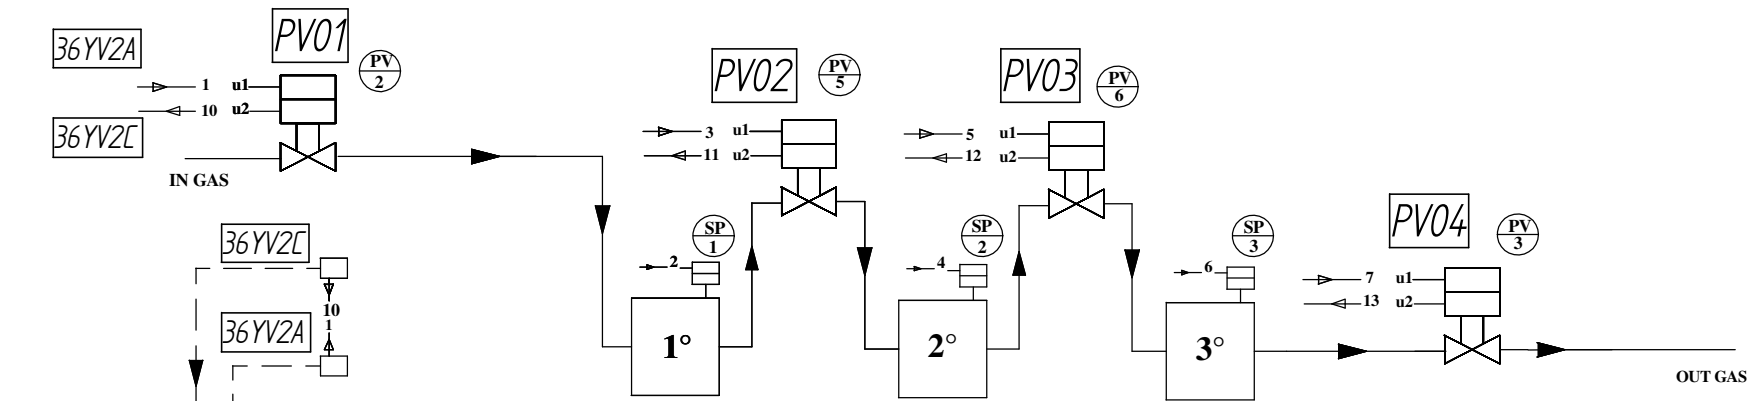 36YV2A
PV01
PV
2
1 u1
10 u2
36YV2C
IN GAS
PV02
PV
5
3 u1
11 u2
PV03
PV
6
5 u1
12 u2
SP
1
2
1°
SP
2
4
2°
SP
3
6
3°
PV04
PV
3
7 u1
13 u2
OUT GAS
36YV2C
10
1
36YV2A